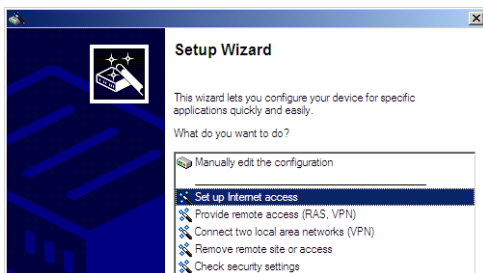 Setup Wizard
This wizard lets you configure your device for specific
applications quickly and easily.
What do you want to do?
Manually edit the configuration
Set up Internet access
Provide remote access (RAS, VPN)
Connect two local area networks (VPN)
Remove remote site or access
Check security settings